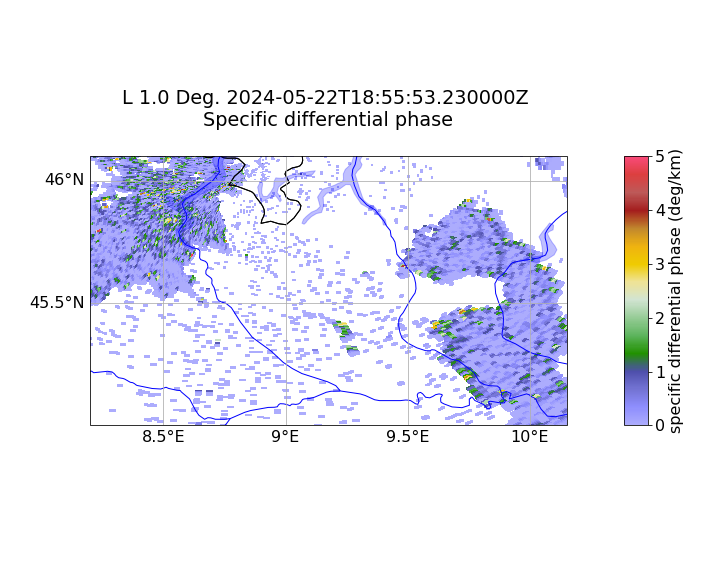 L 1.0 Deg. 2024-05-22T18:55:53.230000Z
Specific differential phase
46°N
45.5°N
8.5°E
9°E
9.5°E
10°E
5
4
3
2
1
0
specific differential phase (deg/km)